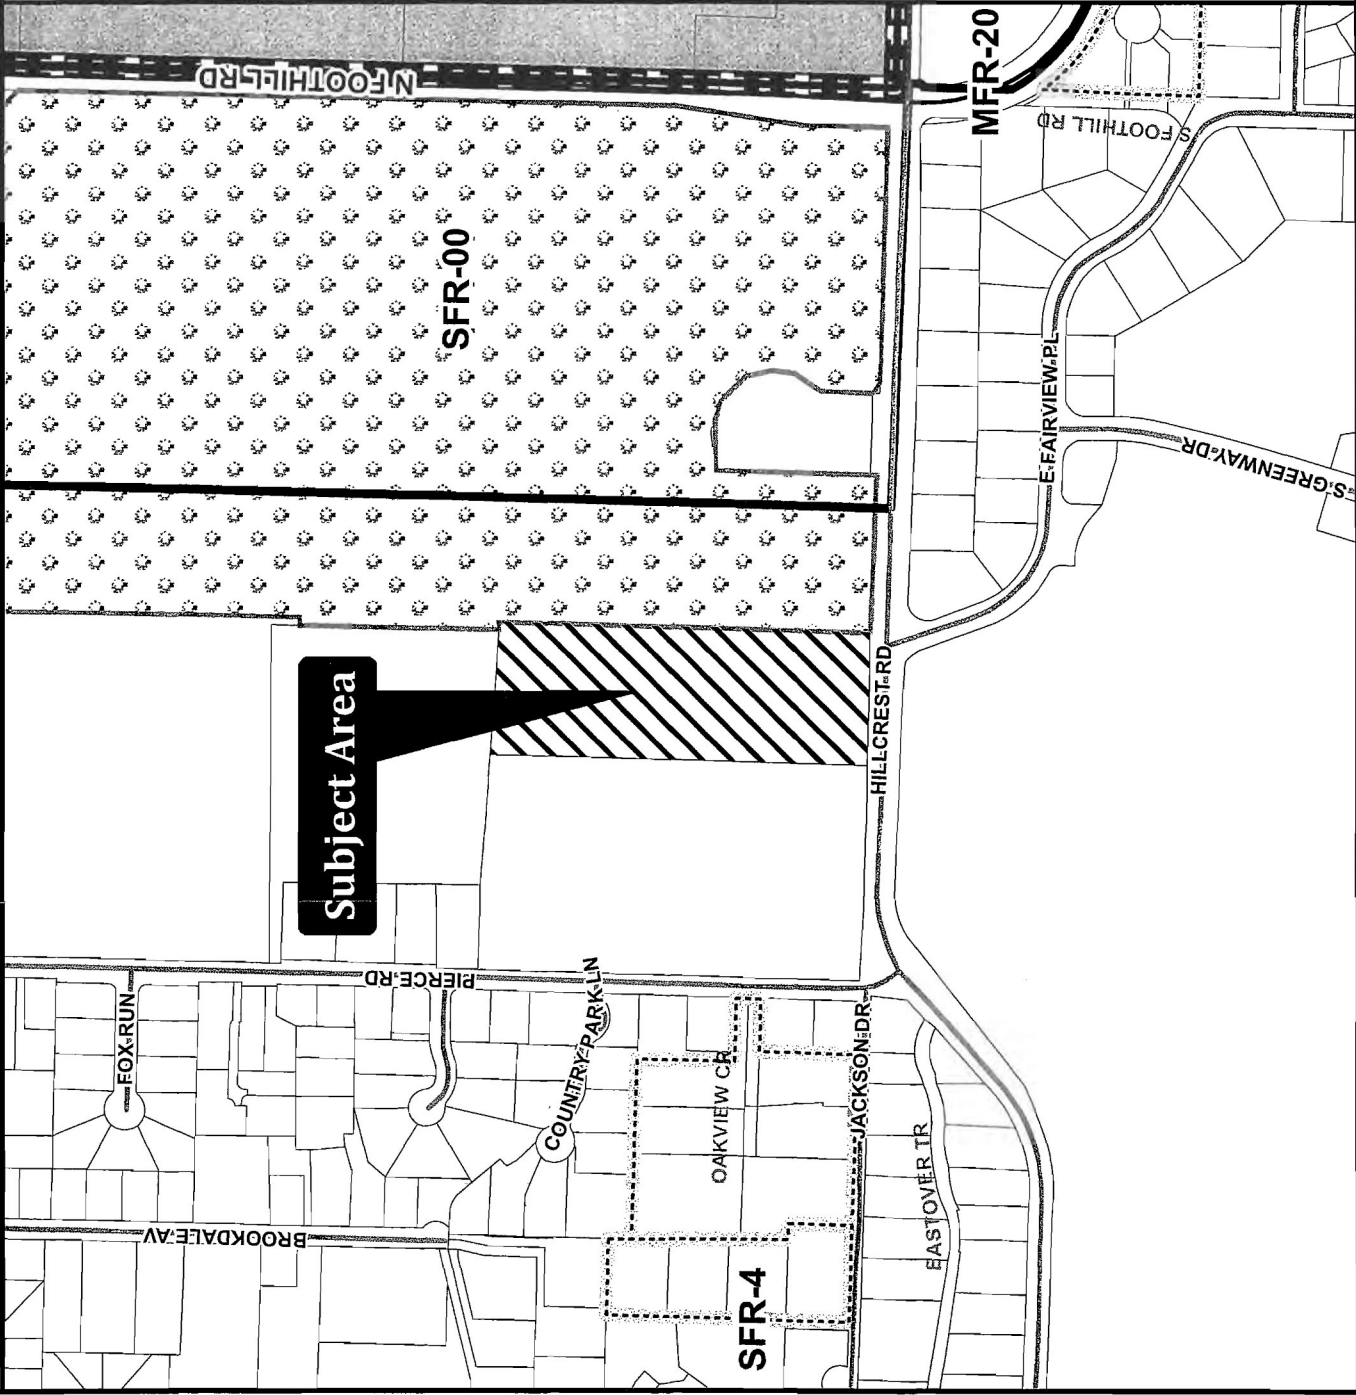 N FOOTHILL RD
MFR-20
S FOOTHILL RD
SFR-00
E FAIRVIEW PL
S GREENWAY DR
HILLCREST RD
Subject Area
PIERCE RD
FOX RUN
COUNTRY PARK LN
JACKSON DR
OAKVIEW CR
EASTOVER TR
BROOKDALE AV
SFR-4